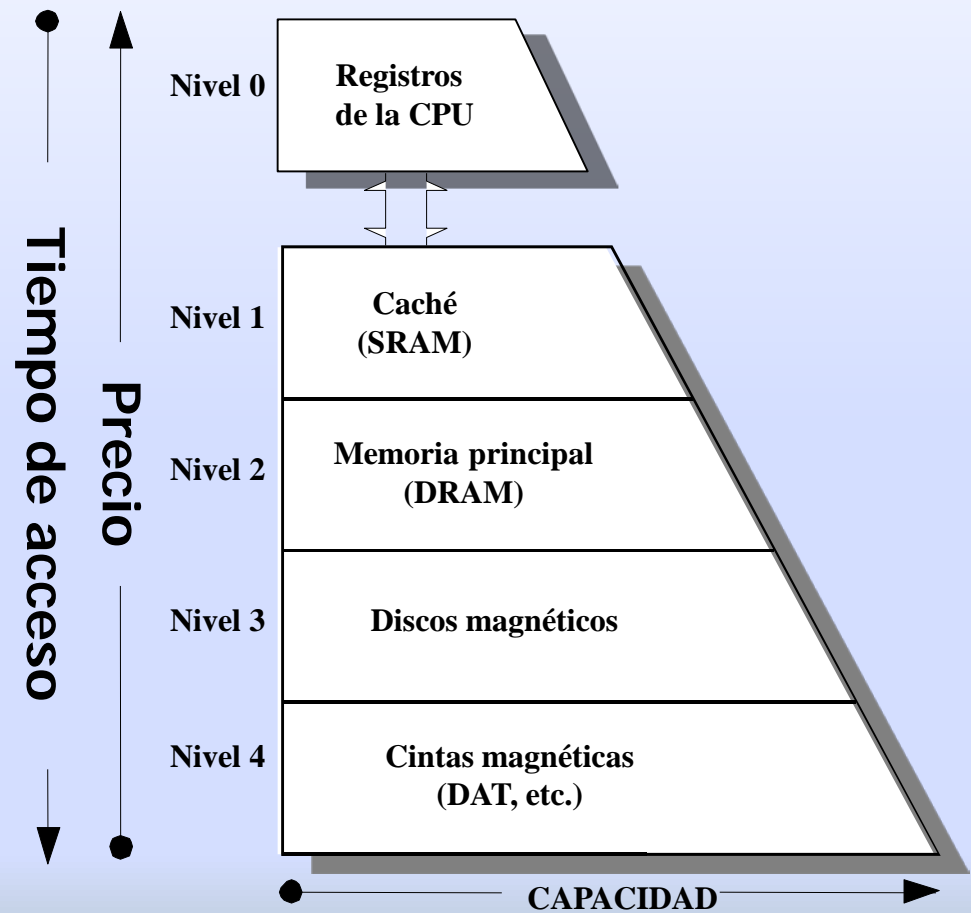 Tiempo de acceso
Precio
Nivel 0
Registros
de la CPU
Nivel 1
Caché
(SRAM)
Nivel 2
Memoria principal
(DRAM)
Nivel 3
Discos magnéticos
Nivel 4
Cintas magnéticas
(DAT, etc.)
CAPACIDAD